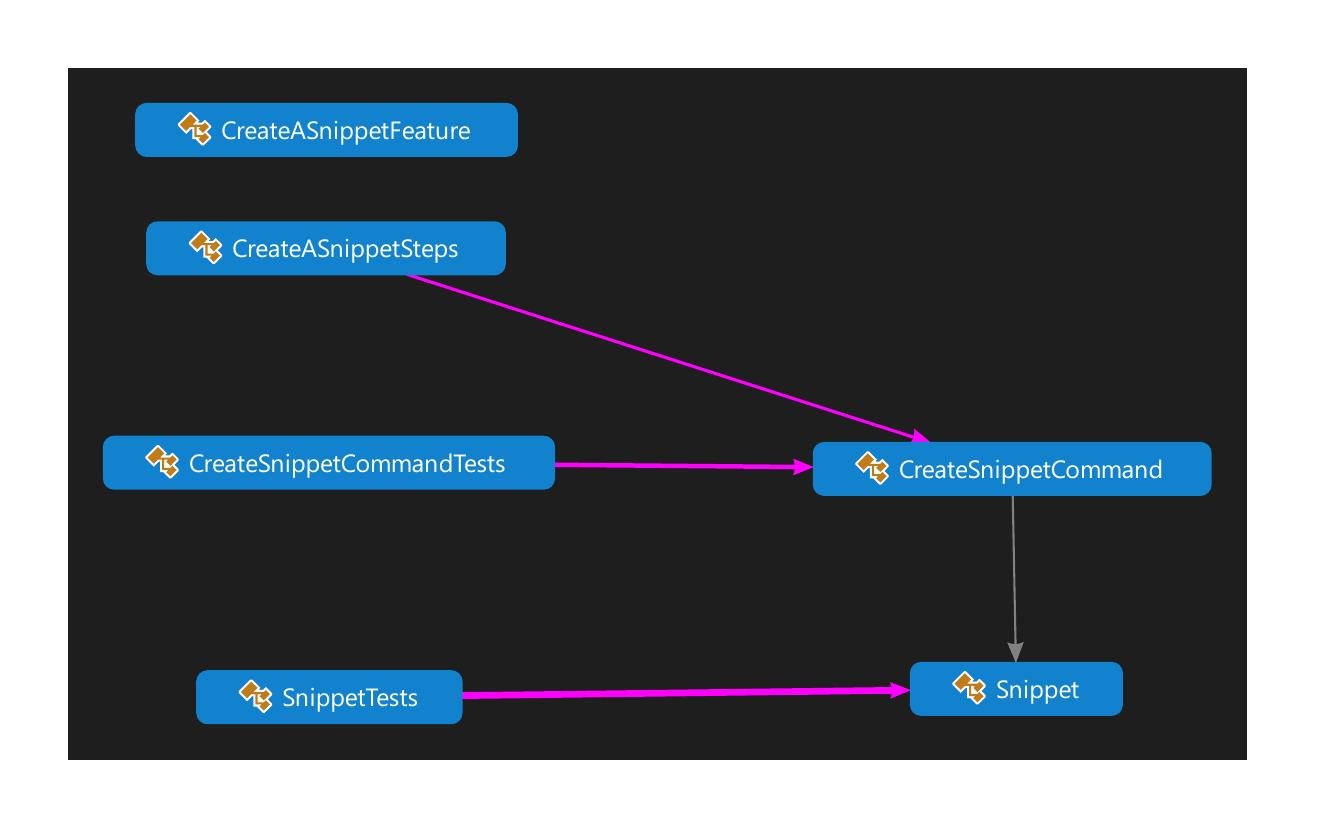 CreateASnippetFeature
CreateASnippetSteps
CreateSnippetCommandTests
CreateSnippetCommand
SnippetTests
Snippet